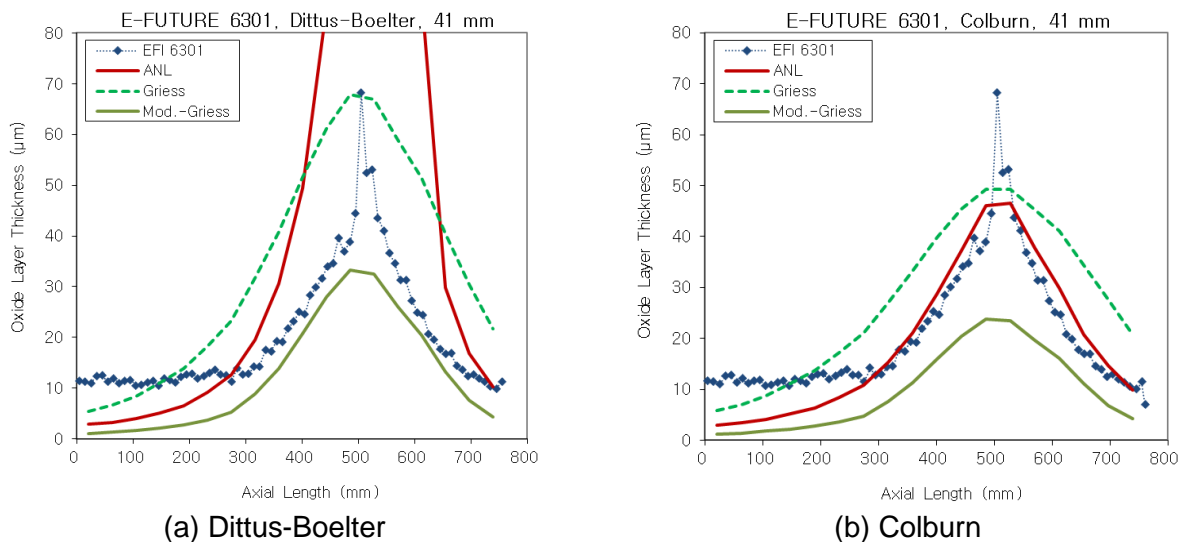 E-FUTURE 6301, Dittus-Boelter, 41 mm
80
70
60
50
40
30
20
10
0
Oxide Layer Thickness (µm)
EFI 6301
ANL
Griess
Mod.-Griess
0 100 200 300 400 500 600 700 800
Axial Length (mm)
(a) Dittus-Boelter
E-FUTURE 6301, Colburn, 41 mm
80
70
60
50
40
30
20
10
0
Oxide Layer Thickness (µm)
EFI 6301
ANL
Griess
Mod.-Griess
0 100 200 300 400 500 600 700 800
Axial Length (mm)
(b) Colburn